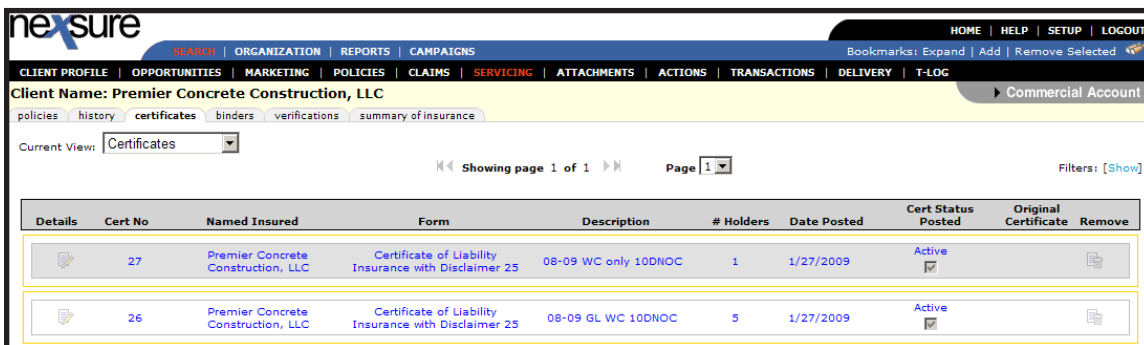 nexsure
HOME | HELP | SETUP | LOGOUT
SEARCH | ORGANIZATION | REPORTS | CAMPAIGNS
Bookmarks: Expand | Add | Remove Selected
CLIENT PROFILE | OPPORTUNITIES | MARKETING | POLICIES | CLAIMS | SERVICING | ATTACHMENTS | ACTIONS | TRANSACTIONS | DELIVERY | T-LOG
Client Name: Premier Concrete Construction, LLC
Commercial Account
policies history certificates binders verifications summary of insurance
Current View: Certificates
Showing page 1 of 1 Page 1
Filters: [Show]
Details Cert No Named Insured Form Description # Holders Date Posted Cert Status Posted Original Certificate Remove
27 Premier Concrete Construction, LLC Certificate of Liability Insurance with Disclaimer 25 08-09 WC only 10DNOC 1 1/27/2009 Active
26 Premier Concrete Construction, LLC Certificate of Liability Insurance with Disclaimer 25 08-09 GL WC 10DNOC 5 1/27/2009 Active